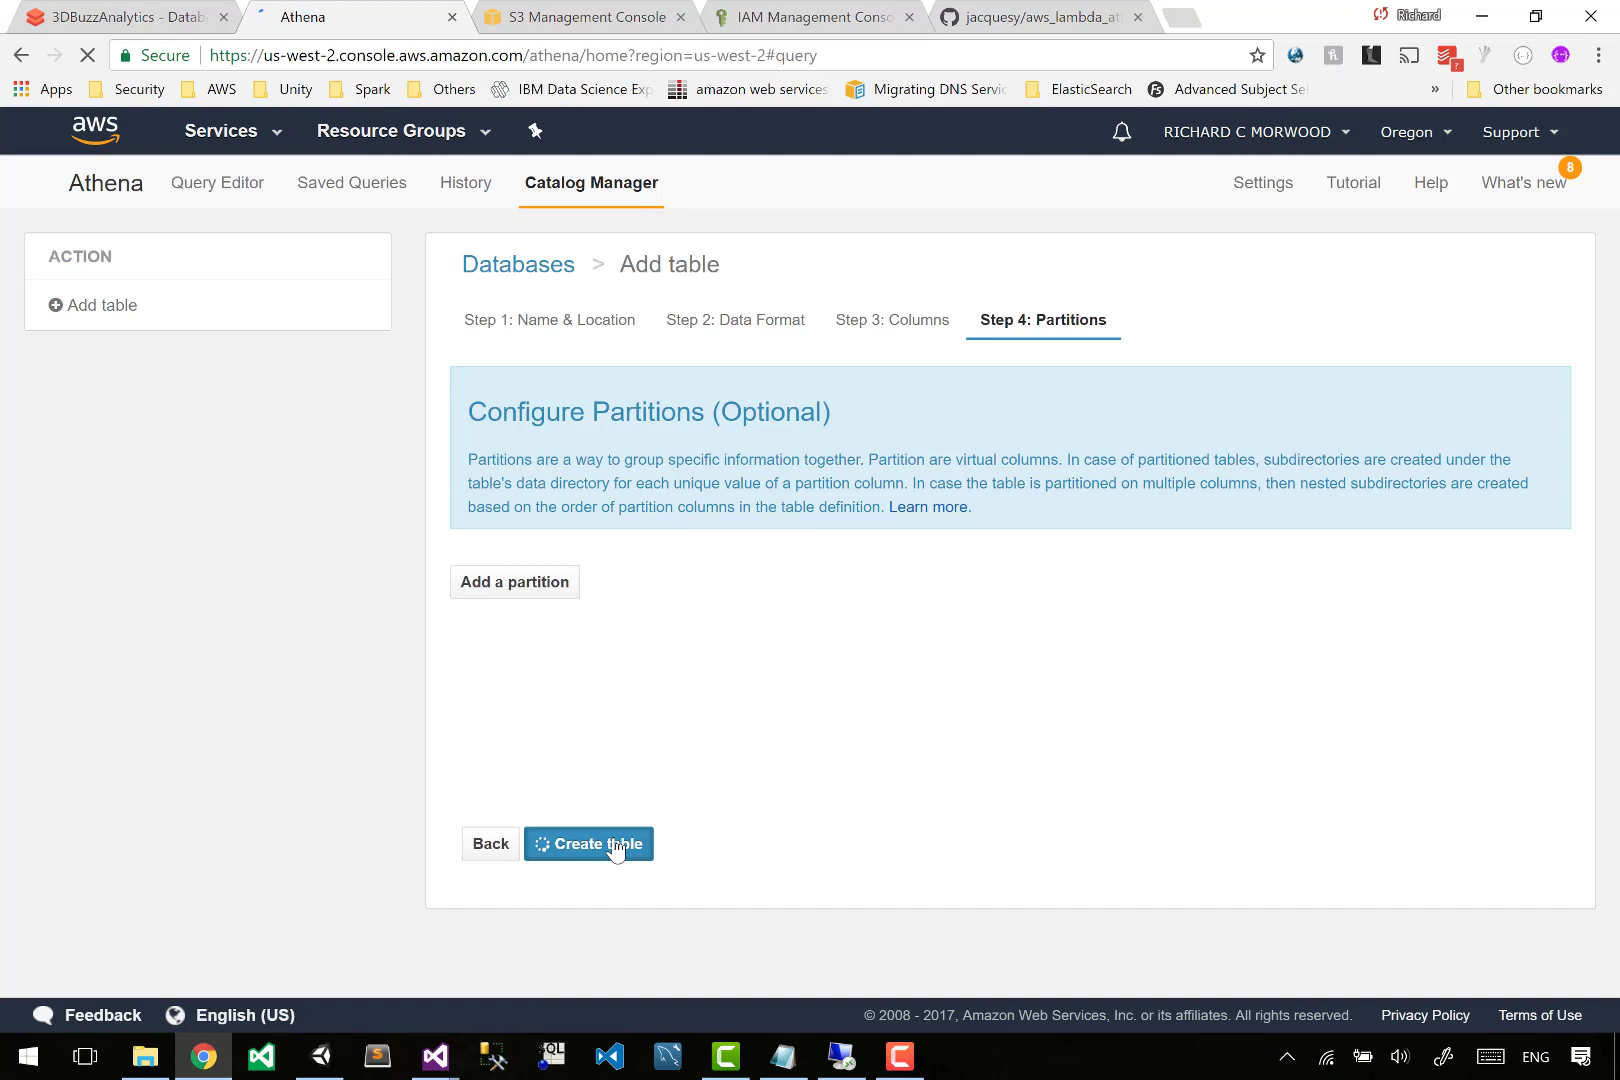 3DBuzzAnalytics - Datab
Athena
S3 Management Console
IAM Management Conso
jacquesy/aws_lambda_at
Richard
Secure
https://us-west-2.console.aws.amazon.com/athena/home?region=us-west-2#query
Apps
Security
AWS
Unity
Spark
Others
IBM Data Science Exp
amazon web services
Migrating DNS Servic
ElasticSearch
Advanced Subject Se
»
Other bookmarks
aws
Services
Resource Groups
RICHARD C MORWOOD
Oregon
Support
Athena
Query Editor
Saved Queries
History
Catalog Manager
Settings
Tutorial
Help
What's new
8
ACTION
Add table
Databases > Add table
Step 1: Name & Location
Step 2: Data Format
Step 3: Columns
Step 4: Partitions
Configure Partitions (Optional)
Partitions are a way to group specific information together. Partition are virtual columns. In case of partitioned tables, subdirectories are created under the
table's data directory for each unique value of a partition column. In case the table is partitioned on multiple columns, then nested subdirectories are created
based on the order of partition columns in the table definition. Learn more.
Add a partition
Back
Create table
Feedback
English (US)
© 2008 - 2017, Amazon Web Services, Inc. or its affiliates. All rights reserved.
Privacy Policy
Terms of Use
ENG